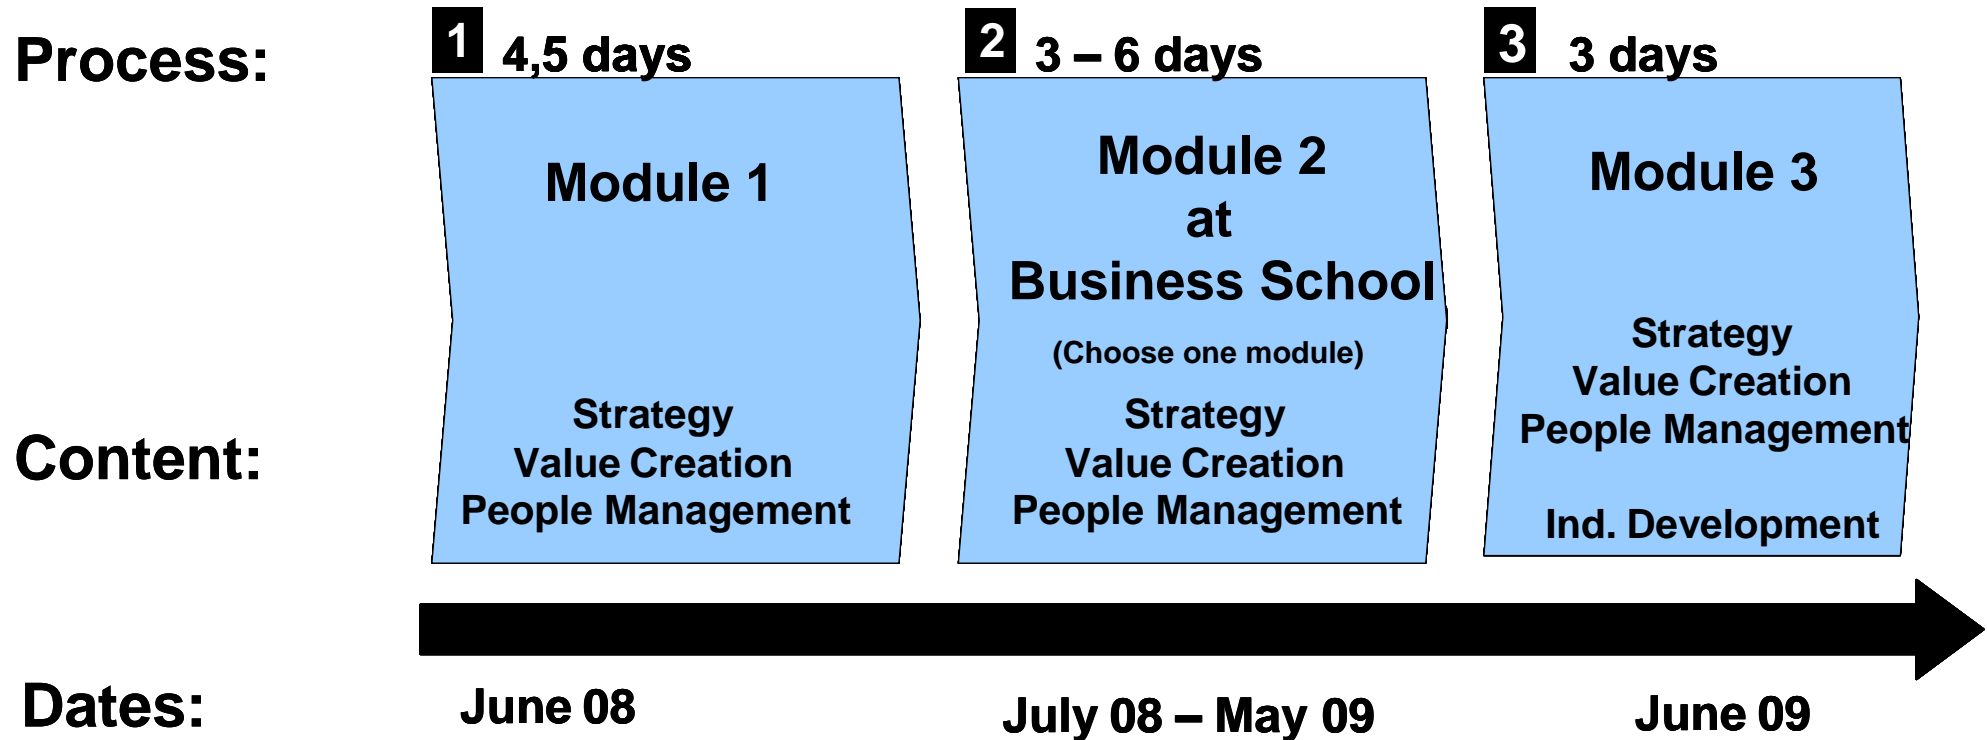 Process:
1 4,5 days
2 3 – 6 days
3 3 days
Module 1
Module 2
at
Business School
(Choose one module)
Module 3
Content:
Strategy
Value Creation
People Management
Strategy
Value Creation
People Management
Strategy
Value Creation
People Management
Ind. Development
Dates:
June 08
July 08 – May 09
June 09